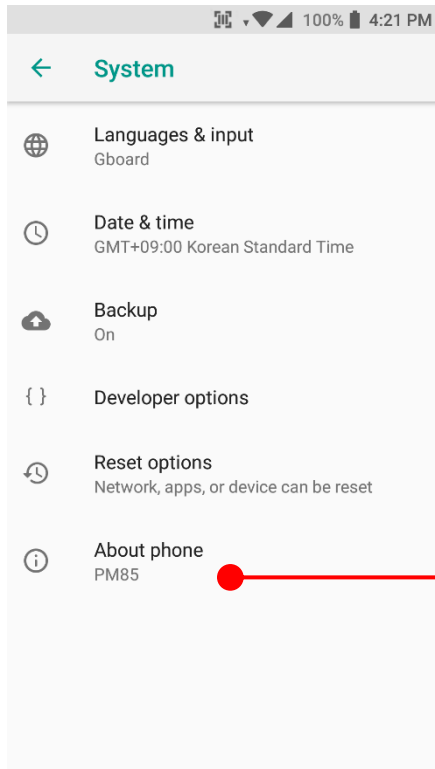 100% 4:21 PM
System
Languages & input
Gboard
Date & time
GMT+09:00 Korean Standard Time
Backup
On
{ } Developer options
Reset options
Network, apps, or device can be reset
About phone
PM85